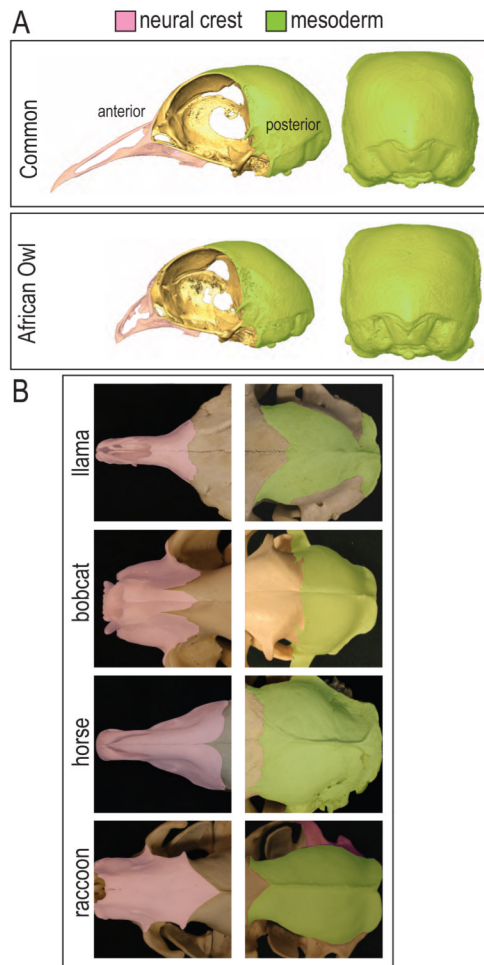 A
neural crest mesoderm
Common
anterior
posterior
African Owl
B
llama
bobcat
horse
raccoon